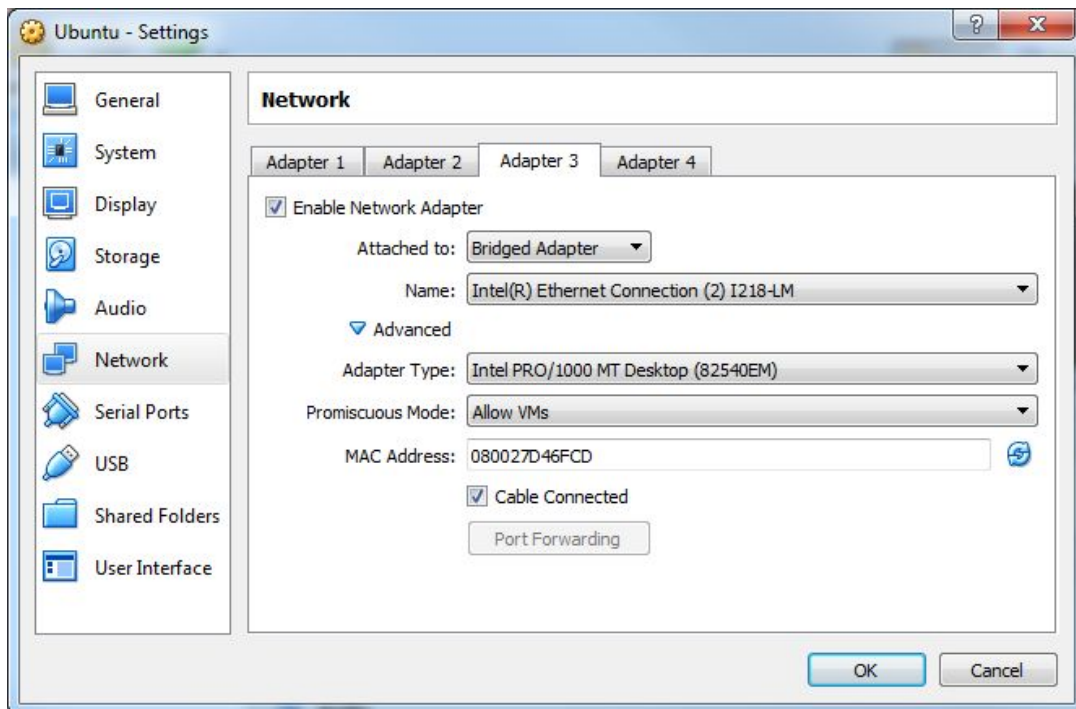 Ubuntu - Settings
General
System
Display
Storage
Audio
Network
Serial Ports
USB
Shared Folders
User Interface
Network
Adapter 1 Adapter 2 Adapter 3 Adapter 4
Enable Network Adapter
Attached to: Bridged Adapter
Name: Intel(R) Ethernet Connection (2) I218-LM
Advanced
Adapter Type: Intel PRO/1000 MT Desktop (82540EM)
Promiscuous Mode: Allow VMs
MAC Address: 080027D46FCD
Cable Connected
Port Forwarding
OK Cancel